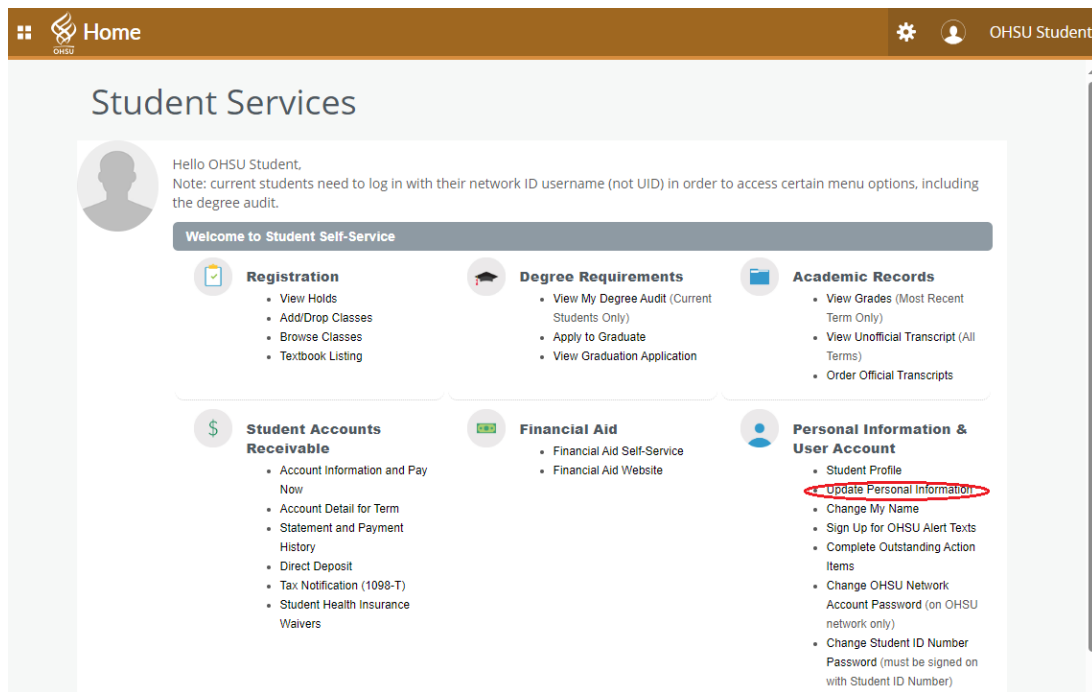 Home
OHSU
OHSU Student
Student Services
Hello OHSU Student,
Note: current students need to log in with their network ID username (not UID) in order to access certain menu options, including
the degree audit.
Welcome to Student Self-Service
Registration
View Holds
Add/Drop Classes
Browse Classes
Textbook Listing
Degree Requirements
View My Degree Audit (Current
Students Only)
Apply to Graduate
View Graduation Application
Academic Records
View Grades (Most Recent
Term Only)
View Unofficial Transcript (All
Terms)
Order Official Transcripts
$
Student Accounts
Receivable
Account Information and Pay
Now
Account Detail for Term
Statement and Payment
History
Direct Deposit
Tax Notification (1098-T)
Student Health Insurance
Waivers
Financial Aid
Financial Aid Self-Service
Financial Aid Website
Personal Information &
User Account
Student Profile
Update Personal Information
Change My Name
Sign Up for OHSU Alert Texts
Complete Outstanding Action
Items
Change OHSU Network
Account Password (on OHSU
network only)
Change Student ID Number
Password (must be signed on
with Student ID Number)